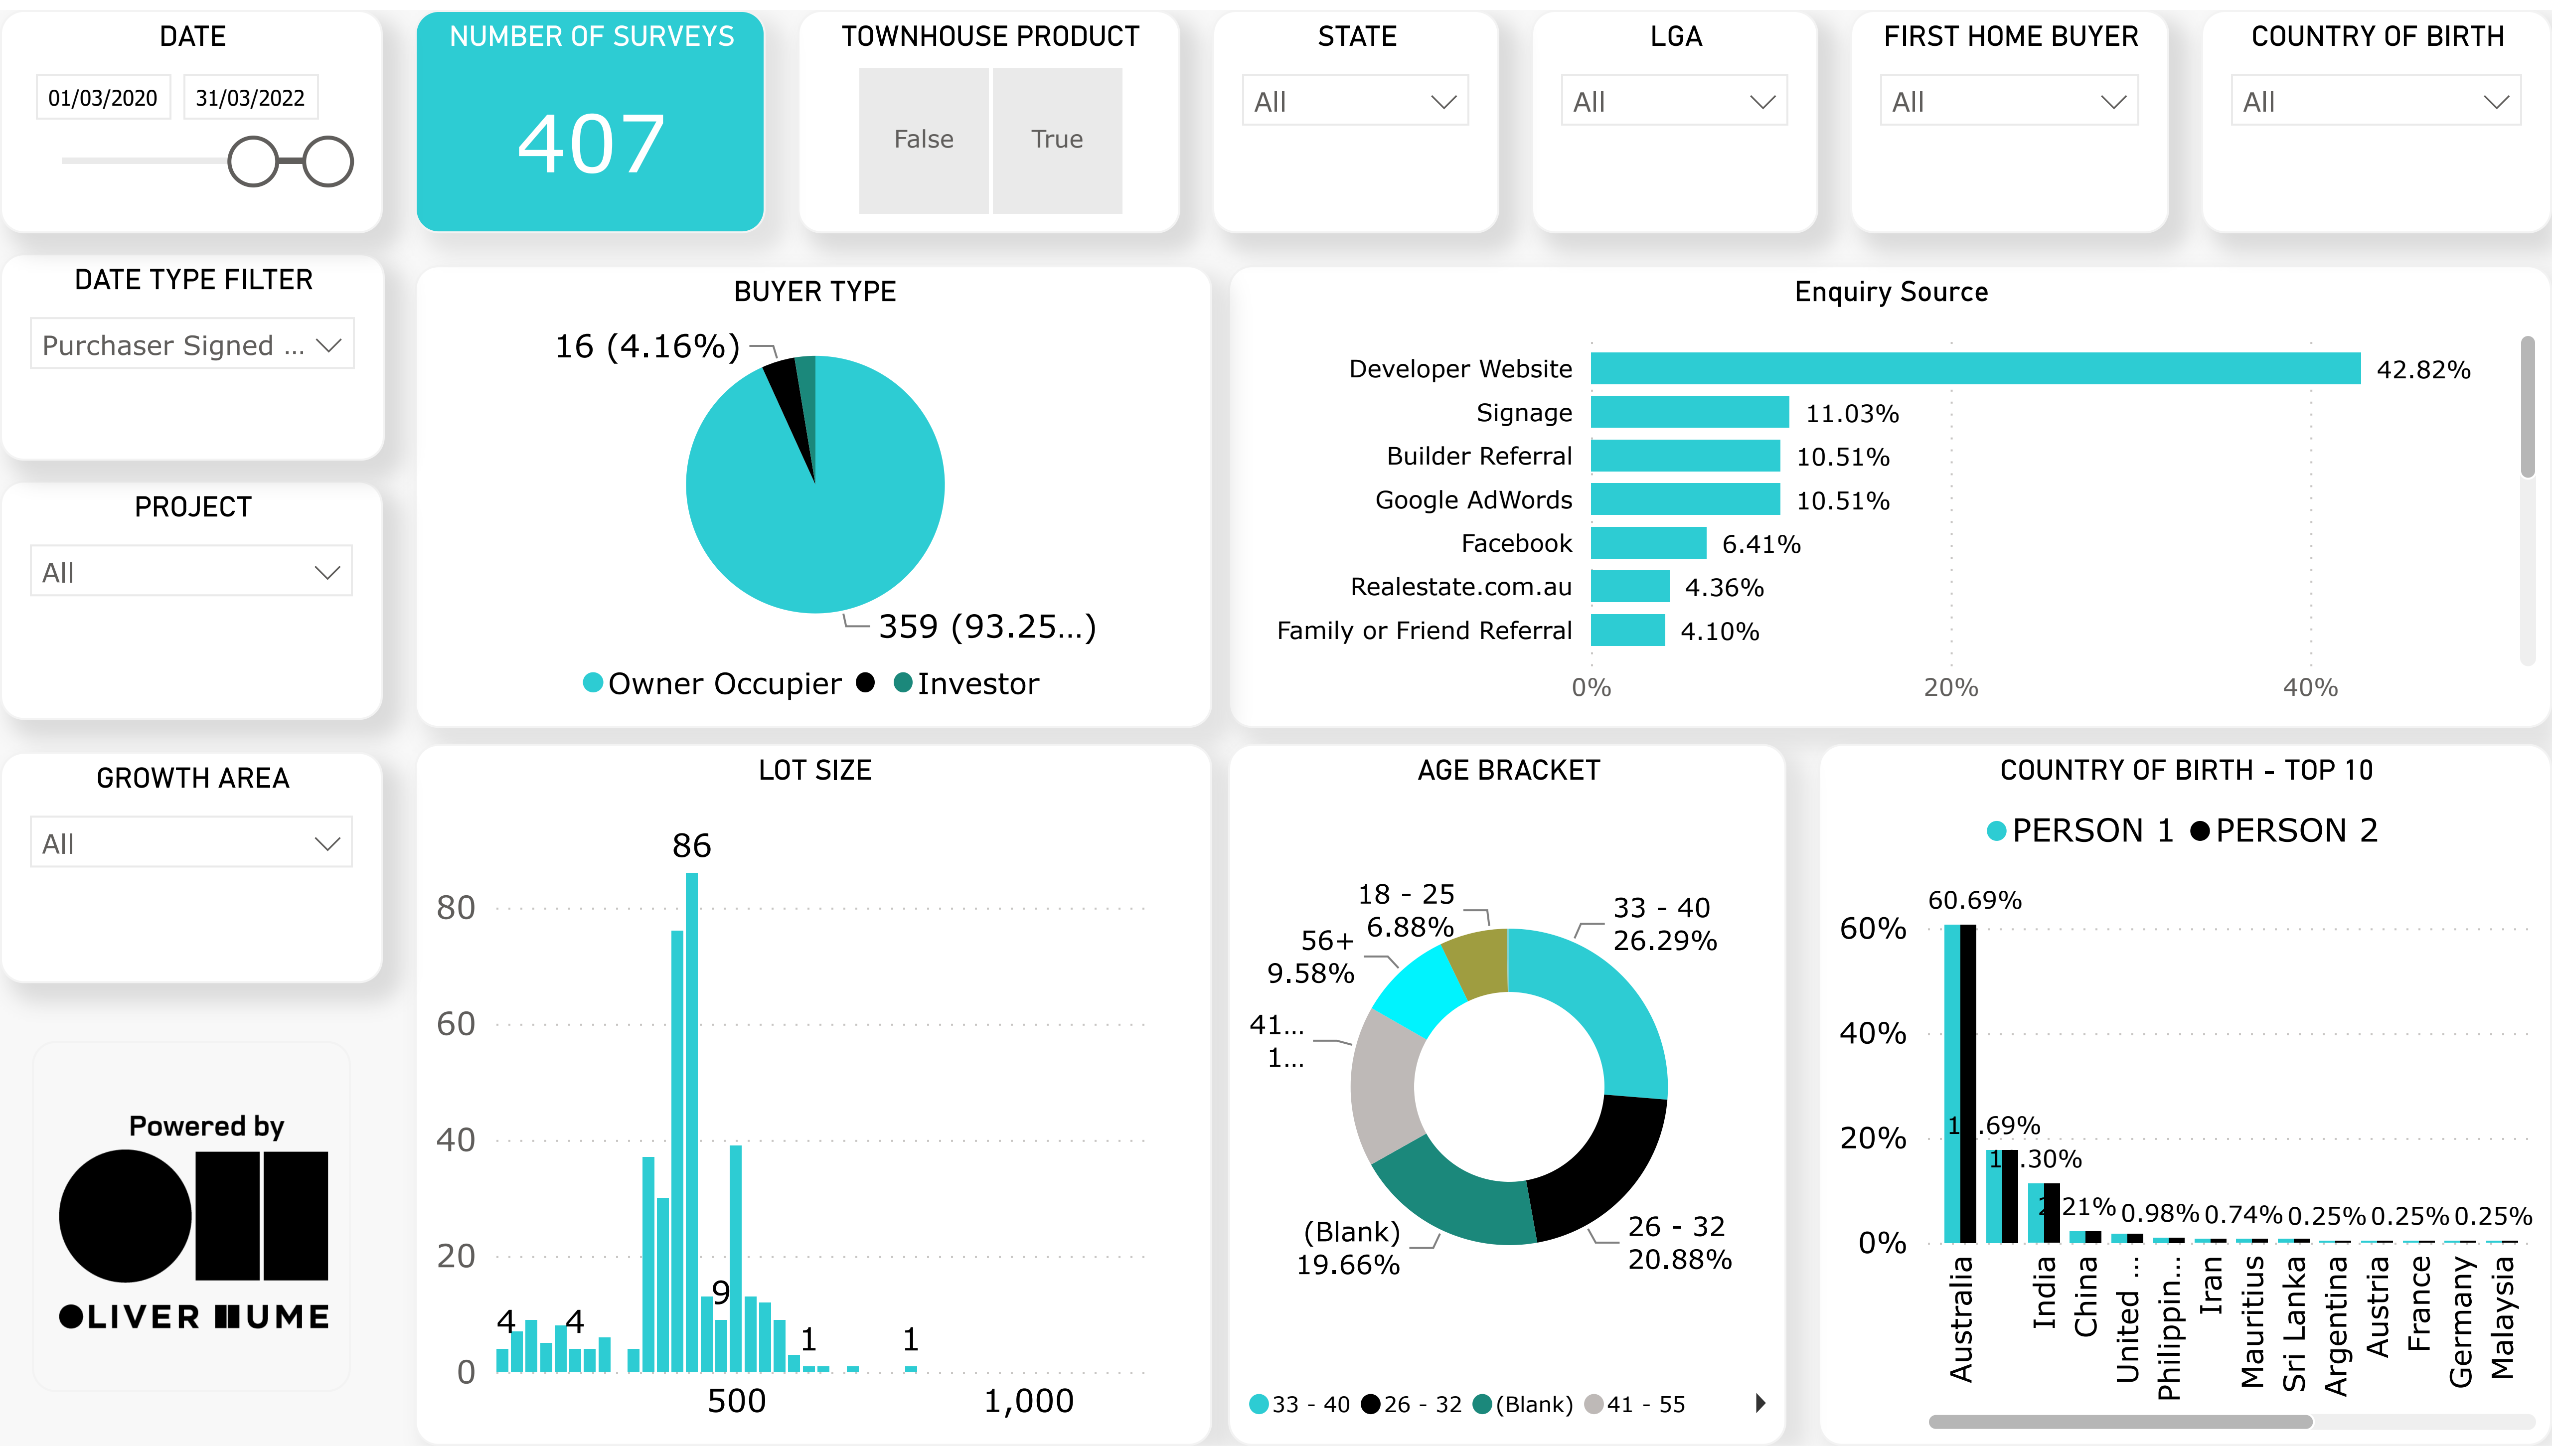 DATE
01/03/2020 31/03/2022
NUMBER OF SURVEYS
407
TOWNHOUSE PRODUCT
False True
STATE
All
LGA
All
FIRST HOME BUYER
All
COUNTRY OF BIRTH
All
DATE TYPE FILTER
Purchaser Signed ...
PROJECT
All
GROWTH AREA
All
Powered by
OLIVER HUME
BUYER TYPE
16 (4.16%)
359 (93.25...)
Owner Occupier Investor
Enquiry Source
Developer Website 42.82%
Signage 11.03%
Builder Referral 10.51%
Google AdWords 10.51%
Facebook 6.41%
Realestate.com.au 4.36%
Family or Friend Referral 4.10%
0% 20% 40%
LOT SIZE
86
80
60
40
20
9
4 4 1 1
0
500 1,000
AGE BRACKET
18 - 25
6.88%
33 - 40
26.29%
56+
9.58%
41...
1...
(Blank)
19.66%
26 - 32
20.88%
33 - 40 26 - 32 (Blank) 41 - 55
COUNTRY OF BIRTH - TOP 10
PERSON 1 PERSON 2
60.69%
60%
40%
20%
0%
0.98% 0.74% 0.25% 0.25% 0.25%
Australia
India
China
United ...
Philippin...
Iran
Mauritius
Sri Lanka
Argentina
Austria
France
Germany
Malaysia